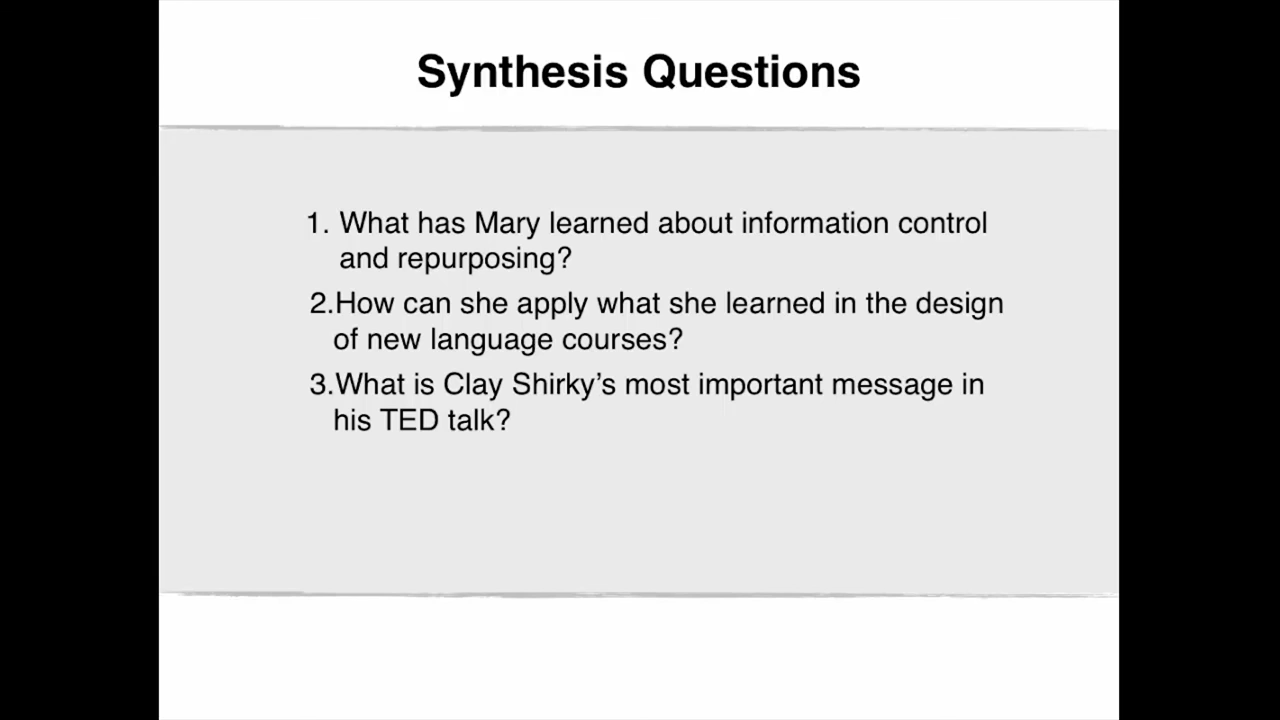 Synthesis Questions
1. What has Mary learned about information control
and repurposing?
2.How can she apply what she learned in the design
of new language courses?
3.What is Clay Shirky’s most important message in
his TED talk?